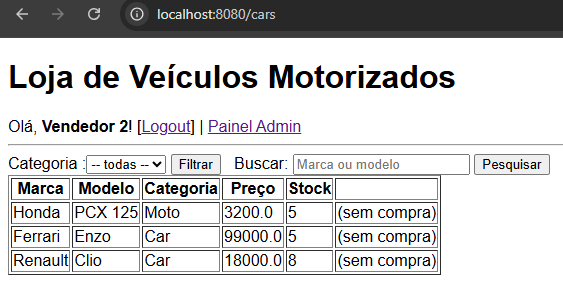 localhost:8080/cars
Loja de Veículos Motorizados
Olá, Vendedor 2! [Logout] | Painel Admin
Categoria :-- todas -- Filtrar Buscar: Marca ou modelo Pesquisar
Marca Modelo Categoria Preço Stock
Honda PCX 125 Moto 3200.0 5 (sem compra)
Ferrari Enzo Car 99000.0 5 (sem compra)
Renault Clio Car 18000.0 8 (sem compra)